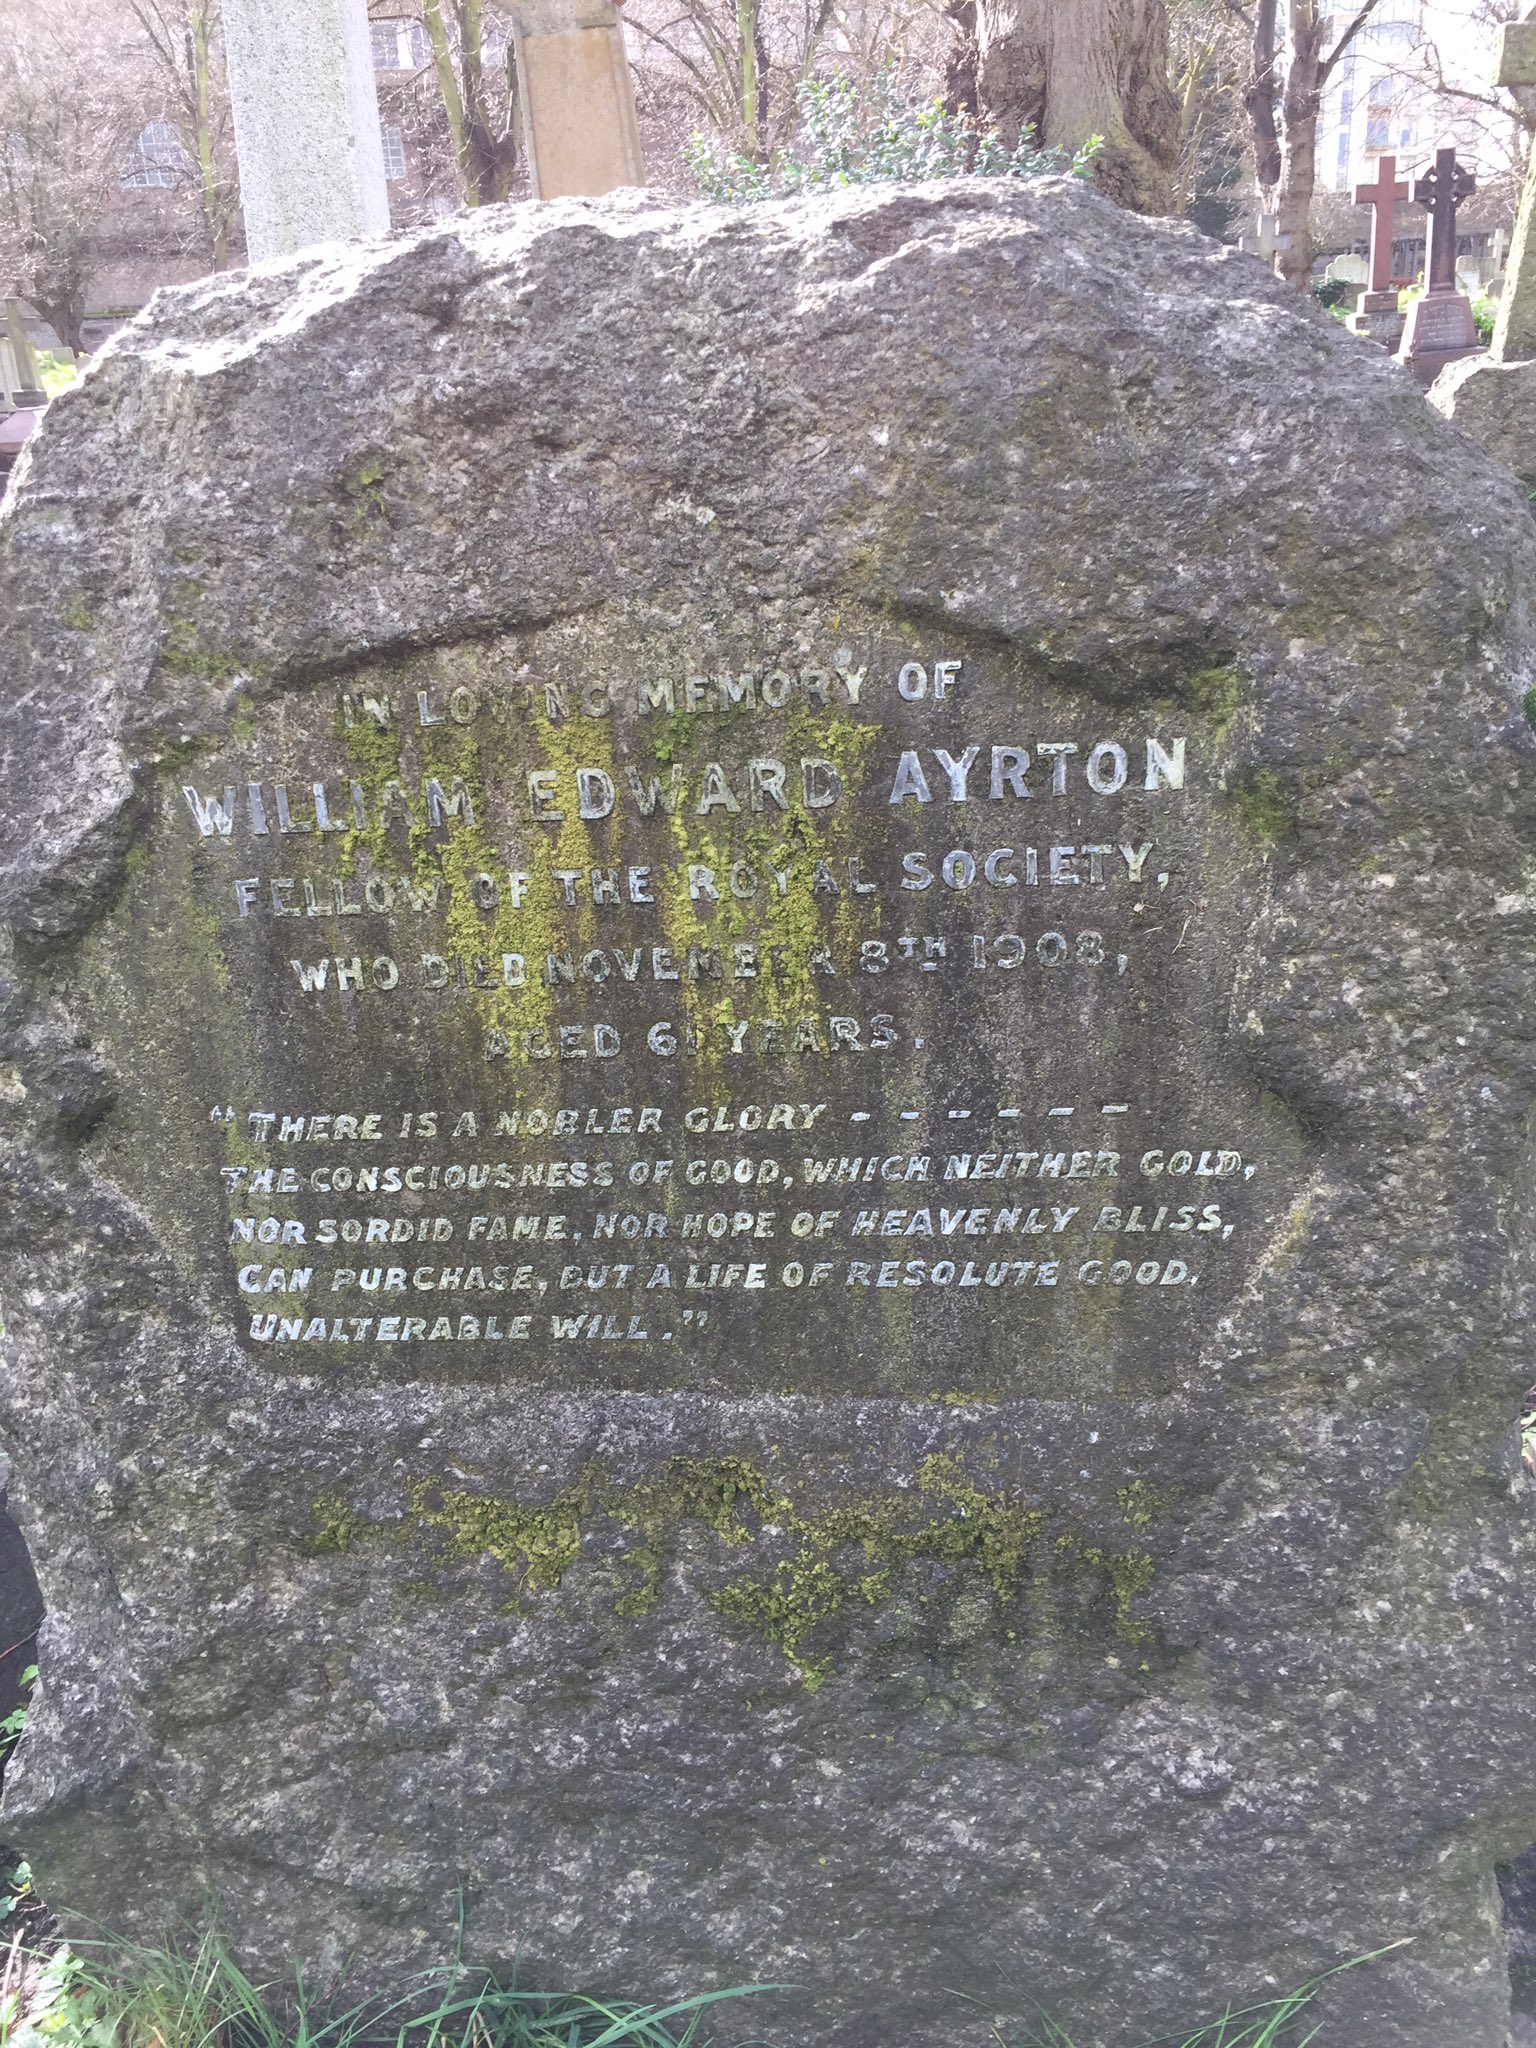 IN LOVING MEMORY OF
WILLIAM EDWARD AYRTON
FELLOW OF THE ROYAL SOCIETY,
WHO DIED NOVEMBER 8TH 1908,
AGED 61 YEARS.
"THERE IS A NOBLER GLORY - - - - - -
THE CONSCIOUSNESS OF GOOD, WHICH NEITHER GOLD,
NOR SORDID FAME, NOR HOPE OF HEAVENLY BLISS,
CAN PURCHASE, BUT A LIFE OF RESOLUTE GOOD,
UNALTERABLE WILL."